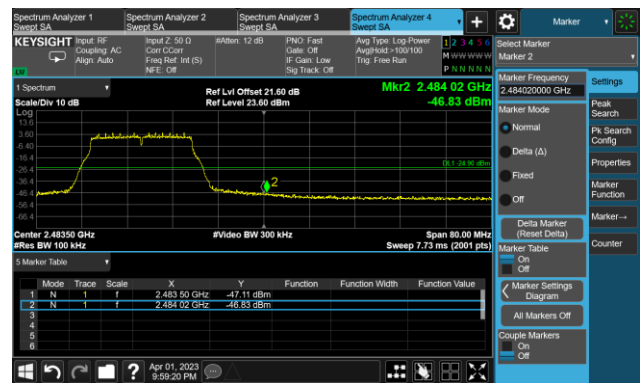 Spectrum Analyzer 1
Swept SA
Spectrum Analyzer 2
Swept SA
Spectrum Analyzer 3
Swept SA
Spectrum Analyzer 4
Swept SA
Marker
KEYSIGHT
Input: RF
Coupling: AC
Align: Auto
Input Z: 50 Ω
Corr CCorr
Freq Ref: Int (S)
NFE: Off
#Atten: 12 dB
PNO: Fast
Gate: Off
IF Gain: Low
Sig Track: Off
Avg Type: Log-Power
Avg|Hold:>100/100
Trig: Free Run
1 2 3 4 5 6
M W W W W W
P N N N N N
LW
Select Marker
Marker 2
1 Spectrum
Scale/Div 10 dB
Ref Lvl Offset 21.60 dB
Ref Level 23.60 dBm
Mkr2 2.484 02 GHz
-46.83 dBm
Log
13.6
3.60
-6.40
-16.4
-26.4
-36.4
-46.4
-56.4
-66.4
2
Center 2.48350 GHz
#Res BW 100 kHz
#Video BW 300 kHz
Span 80.00 MHz
Sweep 7.73 ms (2001 pts)
5 Marker Table
Mode Trace Scale X Y Function Function Width Function Value
1 N 1 f 2.483 50 GHz -47.11 dBm
2 N 1 f 2.484 02 GHz -46.83 dBm
3
4
5
6
Marker Frequency
2.484020000 GHz
Marker Mode
Normal
Delta (Δ)
Fixed
Off
Delta Marker
(Reset Delta)
Marker Table
On
Off
Marker Settings
Diagram
All Markers Off
Couple Markers
On
Off
Settings
Peak
Search
Pk Search
Config
Properties
Marker
Function
Marker→
Counter
?
Apr 01, 2023
9:59:20 PM